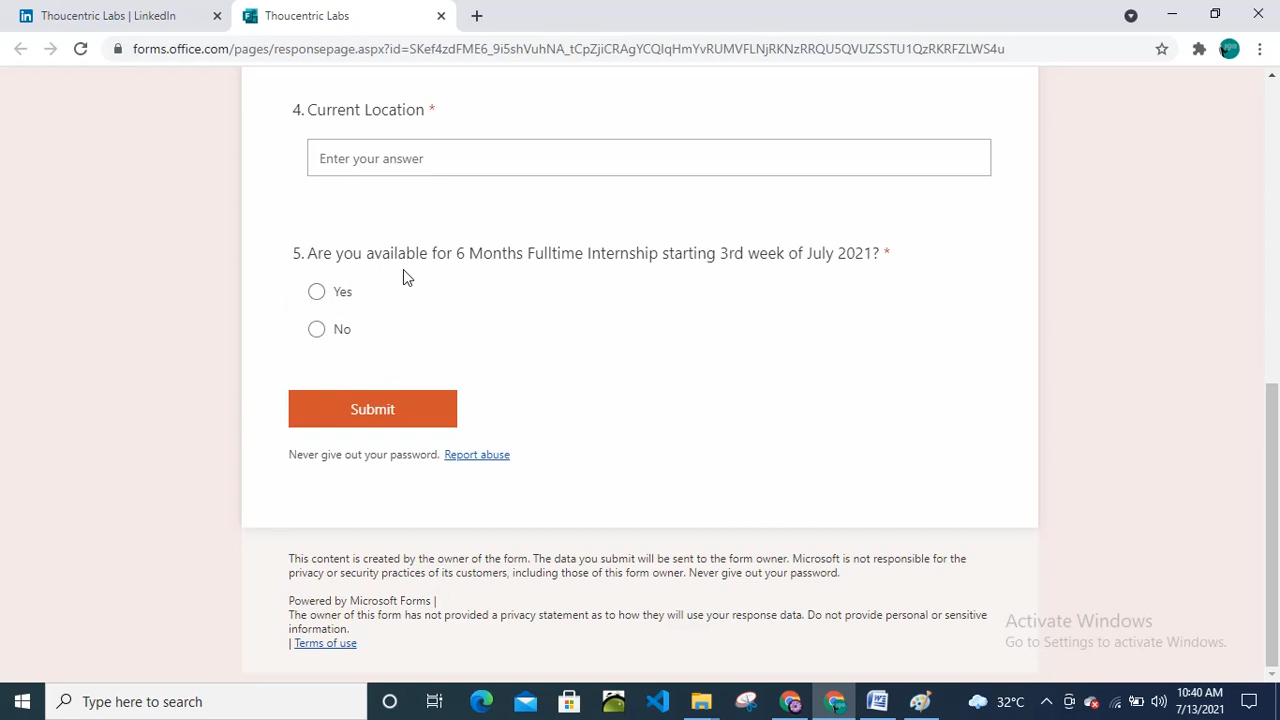 Thoucentric Labs | LinkedIn
Thoucentric Labs
forms.office.com/pages/responsepage.aspx?id=SKef4zdFME6_9i5shVuhNA_tCpZjiCRAgYCQIqHmYvRUMVFLNjRKNzRRQU5QVUZSSTU1QzRKRFZLWS4u
4. Current Location *
Enter your answer
5. Are you available for 6 Months Fulltime Internship starting 3rd week of July 2021? *
Yes
No
Submit
Never give out your password. Report abuse
This content is created by the owner of the form. The data you submit will be sent to the form owner. Microsoft is not responsible for the
privacy or security practices of its customers, including those of this form owner. Never give out your password.
Powered by Microsoft Forms |
The owner of this form has not provided a privacy statement as to how they will use your response data. Do not provide personal or sensitive
information.
| Terms of use
Activate Windows
Go to Settings to activate Windows.
Type here to search
32°C
10:40 AM
7/13/2021